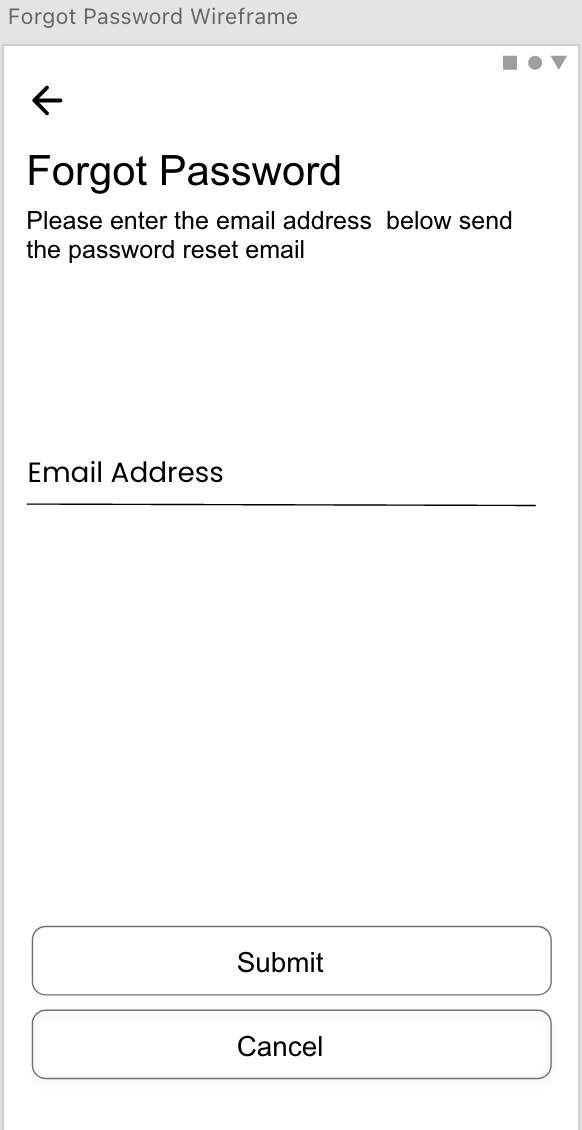 Forgot Password Wireframe
Forgot Password
Please enter the email address  below send
the password reset email
Email Address
Submit
Cancel